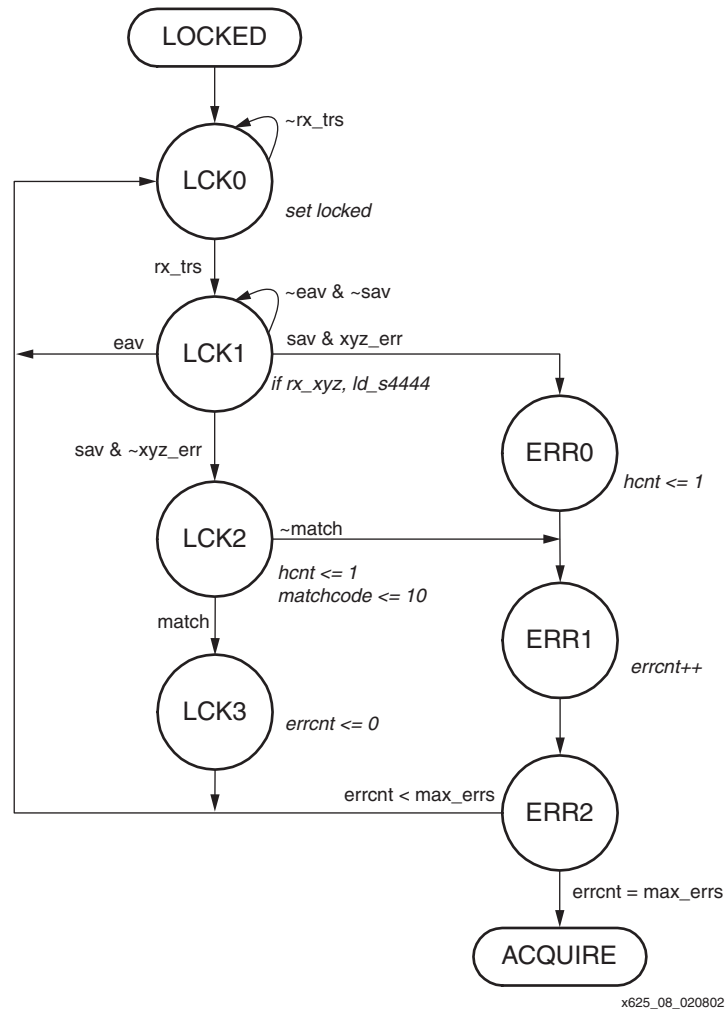 LOCKED
~rx_trs
LCK0
set locked
rx_trs
~eav & ~sav
eav
LCK1
sav & xyz_err
if rx_xyz, ld_s4444
sav & ~xyz_err
ERR0
hcnt <= 1
LCK2
~match
hcnt <= 1
matchcode <= 10
match
ERR1
errcnt++
LCK3
errcnt <= 0
errcnt < max_errs
ERR2
errcnt = max_errs
ACQUIRE
x625_08_020802